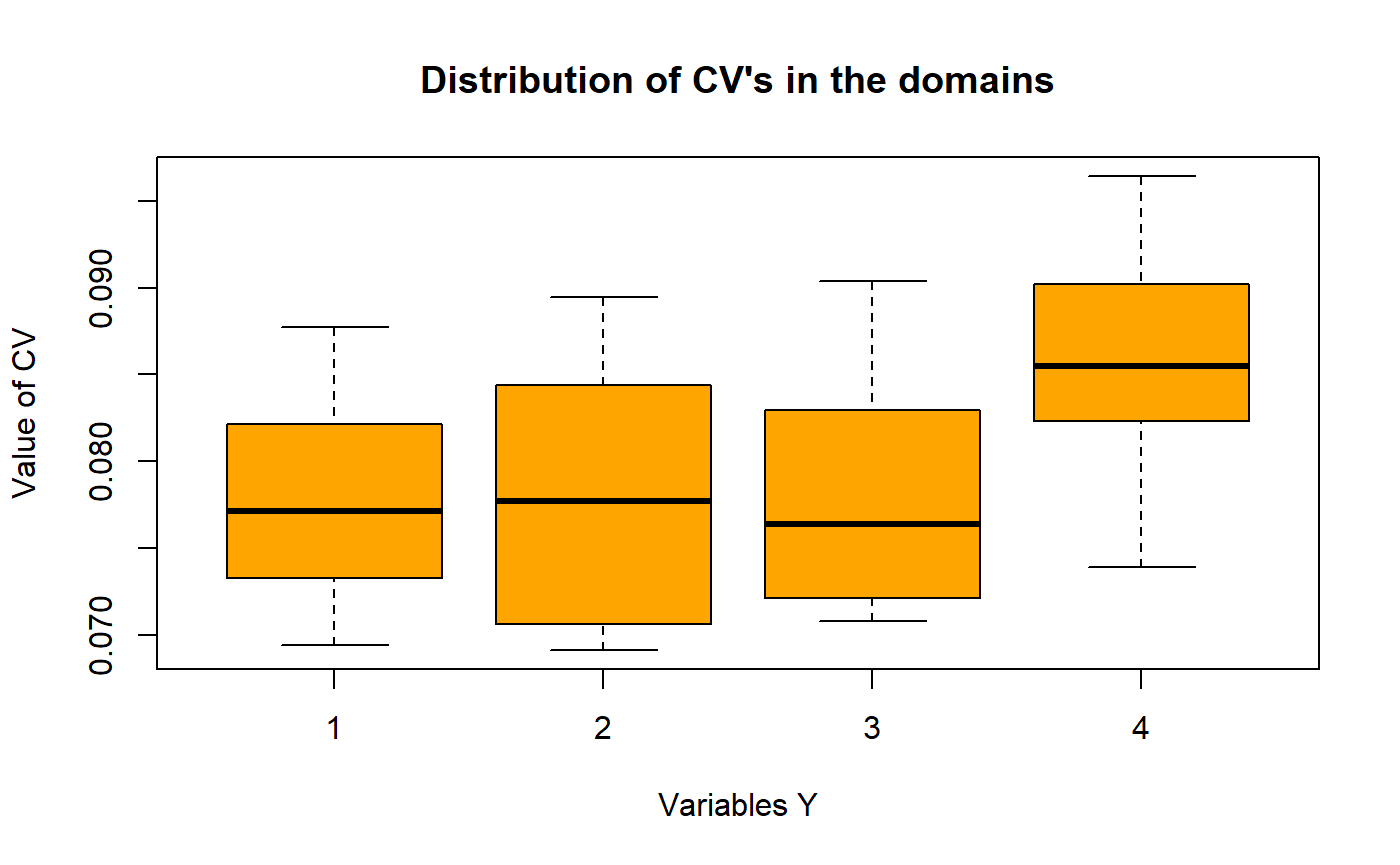 Distribution of CV's in the domains
Value of CV
0.090
0.080
0.070
1 2 3 4
Variables Y